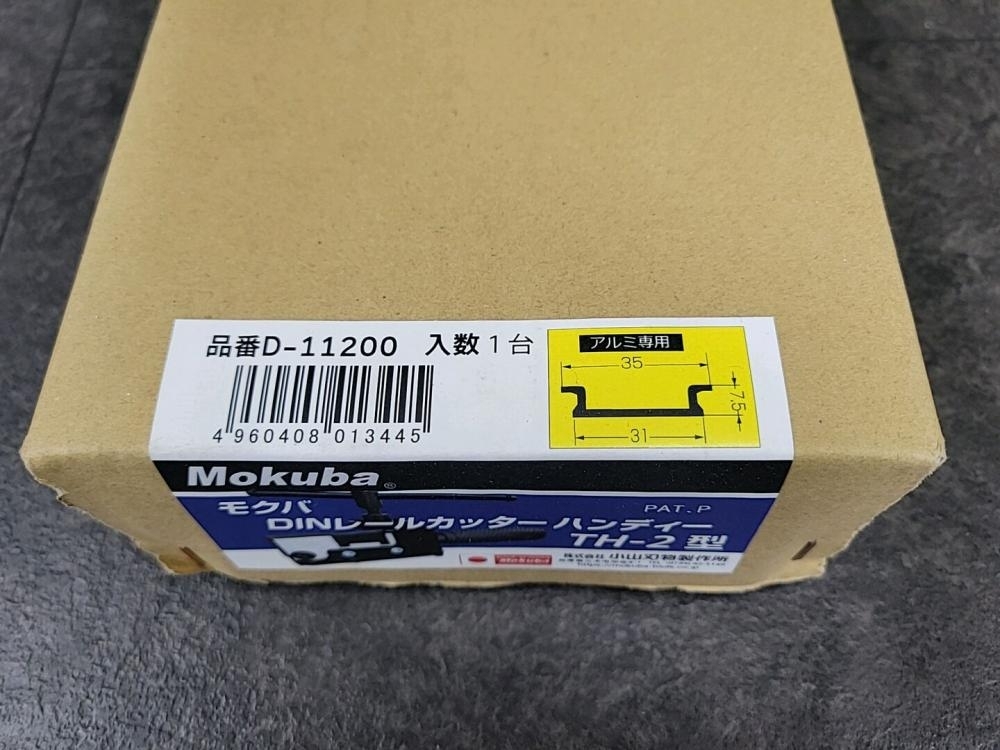 品番D-11200 入数1台
アルミ専用
35
7.5
31
4 960408 013445
Mokuba®
モクバ
PAT.P
DINレールカッター ハンディー
TH-2 型
株式会社 小山刃物製作所